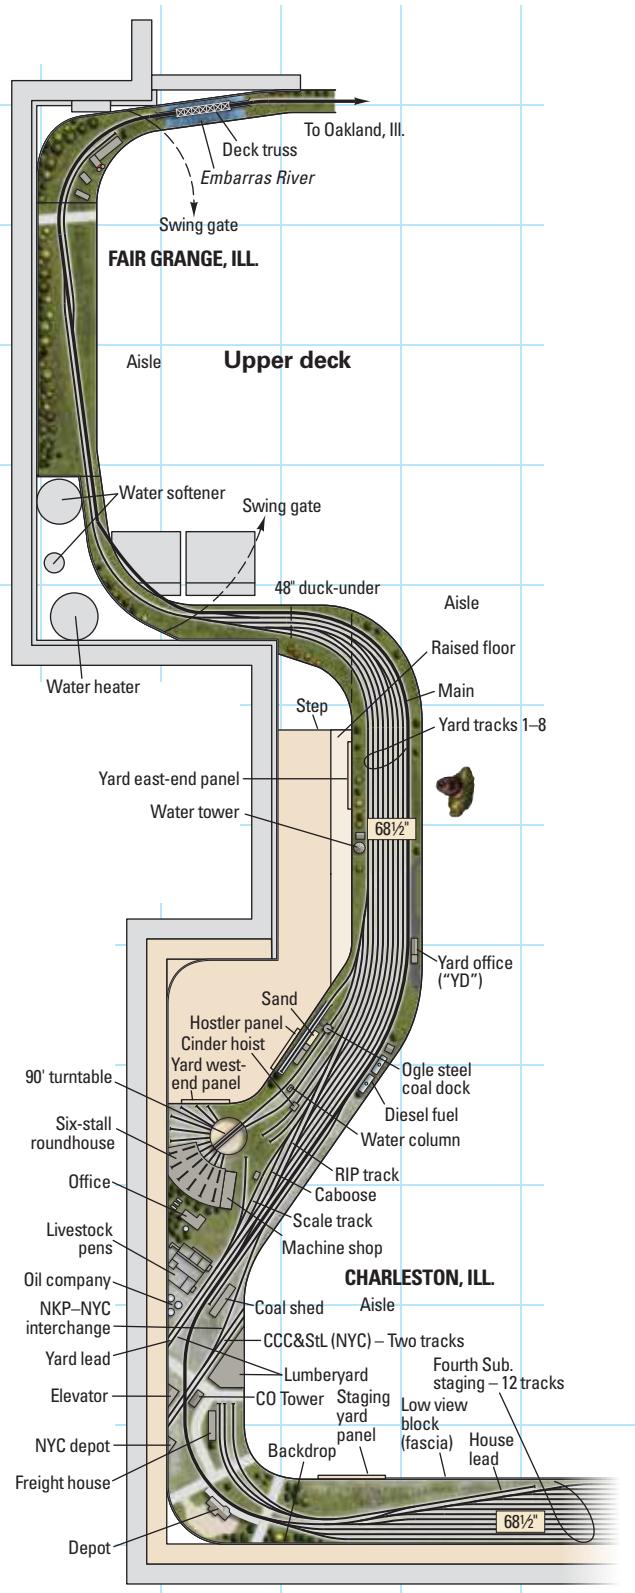 To Oakland, Ill.
Deck truss
Embarras River
Swing gate
FAIR GRANGE, ILL.
Aisle
Upper deck
Water softener
Swing gate
48" duck-under
Aisle
Raised floor
Water heater
Main
Step
Yard tracks 1–8
Yard east-end panel
Water tower
68½"
Yard office
("YD")
Sand
Hostler panel
Cinder hoist
Yard west-
end panel
90' turntable
Ogle steel
coal dock
Diesel fuel
Six-stall
roundhouse
Water column
RIP track
Office
Caboose
Scale track
Livestock
pens
Machine shop
Oil company
CHARLESTON, ILL.
NKP–NYC
interchange
Coal shed
Aisle
Yard lead
CCC&StL (NYC) – Two tracks
Lumberyard
Fourth Sub.
staging – 12 tracks
Elevator
CO Tower
Staging
yard
panel
Low view
block
(fascia)
House
lead
NYC depot
Backdrop
Freight house
68½"
Depot